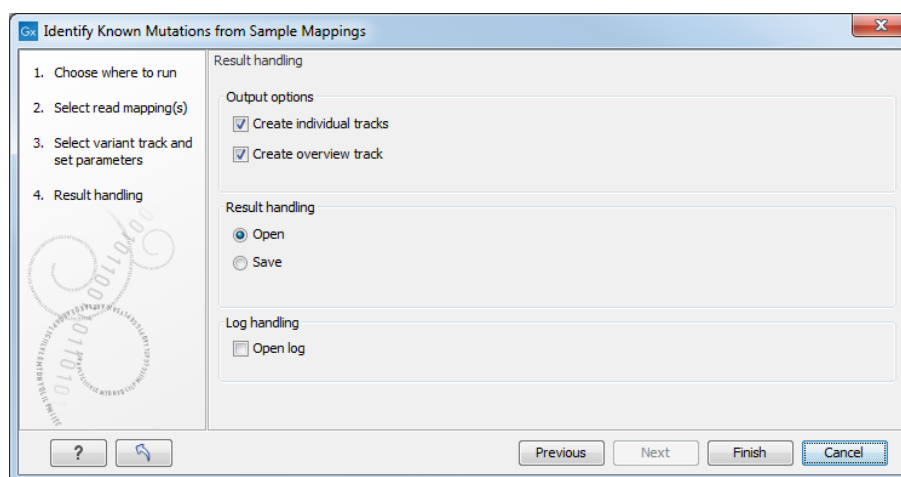 Gx Identify Known Mutations from Sample Mappings
1. Choose where to run
2. Select read mapping(s)
3. Select variant track and
set parameters
4. Result handling
Result handling
Output options
Create individual tracks
Create overview track
Result handling
Open
Save
Log handling
Open log
?
Previous
Next
Finish
Cancel